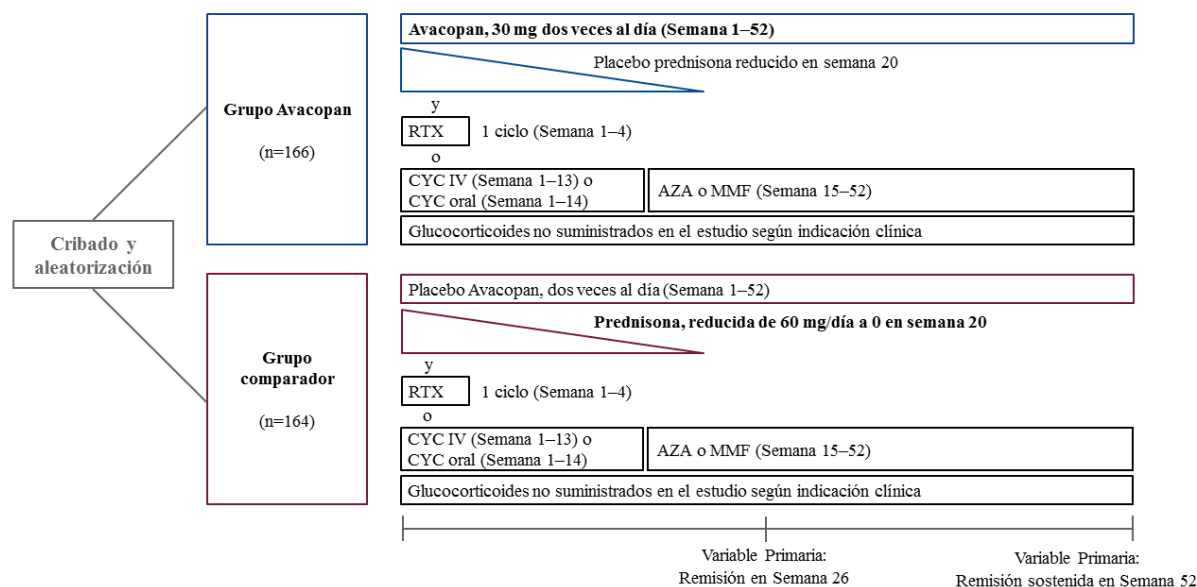 Cribado y
aleatorización
Grupo Avacopan
(n=166)
Avacopan, 30 mg dos veces al día (Semana 1–52)
Placebo prednisona reducido en semana 20
y
RTX
1 ciclo (Semana 1–4)
o
CYC IV (Semana 1–13) o
CYC oral (Semana 1–14)
AZA o MMF (Semana 15–52)
Glucocorticoides no suministrados en el estudio según indicación clínica
Grupo
comparador
(n=164)
Placebo Avacopan, dos veces al día (Semana 1–52)
Prednisona, reducida de 60 mg/día a 0 en semana 20
y
RTX
1 ciclo (Semana 1–4)
o
CYC IV (Semana 1–13) o
CYC oral (Semana 1–14)
AZA o MMF (Semana 15–52)
Glucocorticoides no suministrados en el estudio según indicación clínica
Variable Primaria:
Remisión en Semana 26
Variable Primaria:
Remisión sostenida en Semana 52